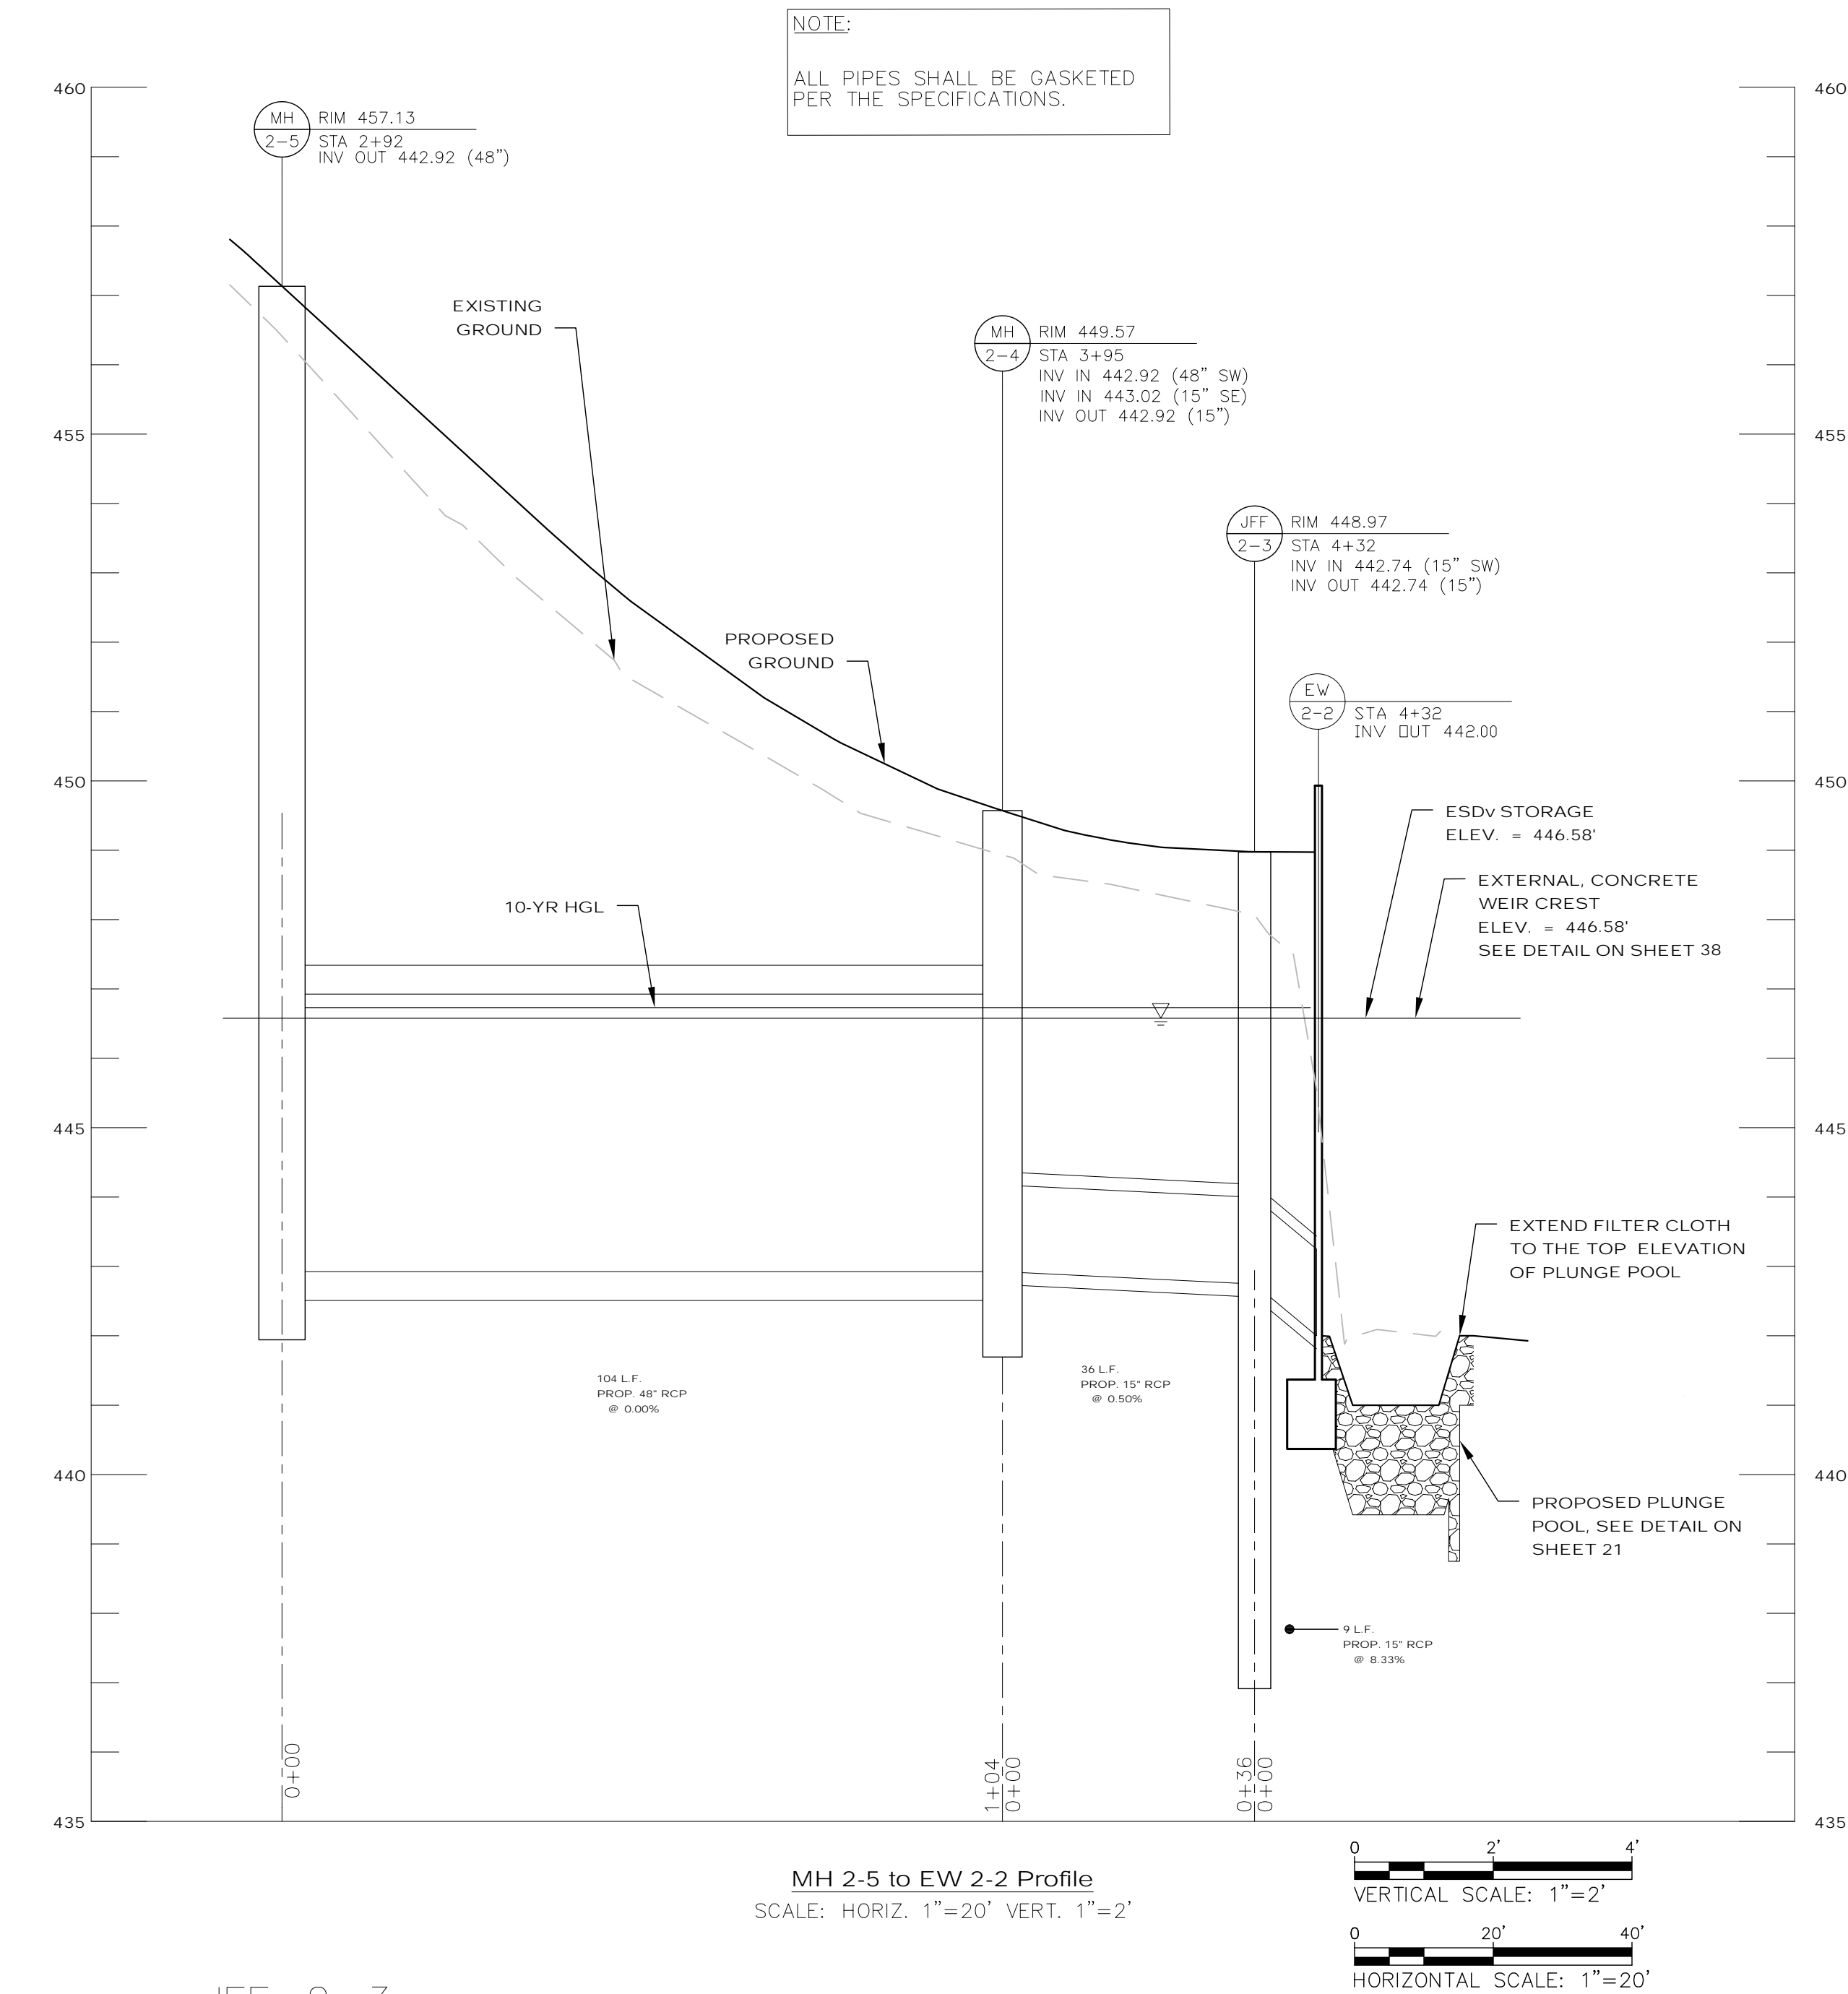 NOTE:
ALL PIPES SHALL BE GASKETED
PER THE SPECIFICATIONS.
460
460
MH
2-5
RIM 457.13
STA 2+92
INV OUT 442.92 (48")
EXISTING
GROUND
MH
2-4
RIM 449.57
STA 3+95
INV IN 442.92 (48" SW)
INV IN 443.02 (15" SE)
INV OUT 442.92 (15")
455
455
JFF
2-3
RIM 448.97
STA 4+32
INV IN 442.74 (15" SW)
INV OUT 442.74 (15")
PROPOSED
GROUND
EW
2-2
STA 4+32
INV OUT 442.00
450
450
ESDv STORAGE
ELEV. = 446.58'
EXTERNAL, CONCRETE
WEIR CREST
ELEV. = 446.58'
SEE DETAIL ON SHEET 38
10-YR HGL
445
445
EXTEND FILTER CLOTH
TO THE TOP ELEVATION
OF PLUNGE POOL
104 L.F.
PROP. 48" RCP
@ 0.00%
36 L.F.
PROP. 15" RCP
@ 0.50%
440
440
PROPOSED PLUNGE
POOL, SEE DETAIL ON
SHEET 21
9 L.F.
PROP. 15" RCP
@ 8.33%
0+00
1+04
0+00
0+36
0+00
435
435
MH 2-5 to EW 2-2 Profile
SCALE: HORIZ. 1"=20' VERT. 1"=2'
0 2' 4'
VERTICAL SCALE: 1"=2'
0 20' 40'
HORIZONTAL SCALE: 1"=20'